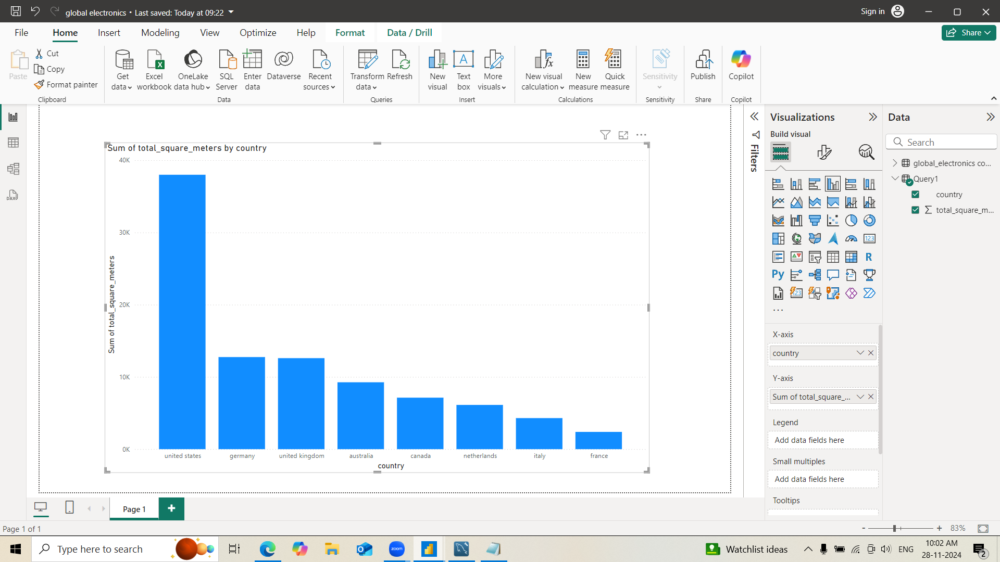 global electronics • Last saved: Today at 09:22
Sign in
File
Home
Insert
Modeling
View
Optimize
Help
Format
Data / Drill
Share
Paste
Cut
Copy
Format painter
Clipboard
Get data
Excel workbook
OneLake data hub
SQL Server
Enter data
Dataverse
Recent sources
Data
Transform data
Refresh
Queries
New visual
Text box
More visuals
Insert
New visual calculation
New measure
Quick measure
Calculations
Sensitivity
Sensitivity
Publish
Share
Copilot
Copilot
Sum of total_square_meters by country
Sum of total_square_meters
40K
30K
20K
10K
0K
united states
germany
united kingdom
australia
canada
netherlands
italy
france
country
Filters
Visualizations
Build visual
123
R
Py
123
...
X-axis
country
Y-axis
Sum of total_square_...
Legend
Add data fields here
Small multiples
Add data fields here
Tooltips
Data
Search
global_electronics co...
Query1
country
total_square_m...
DAX
Page 1
Page 1 of 1
83%
Type here to search
zoom
Watchlist ideas
ENG
10:02 AM
28-11-2024
2